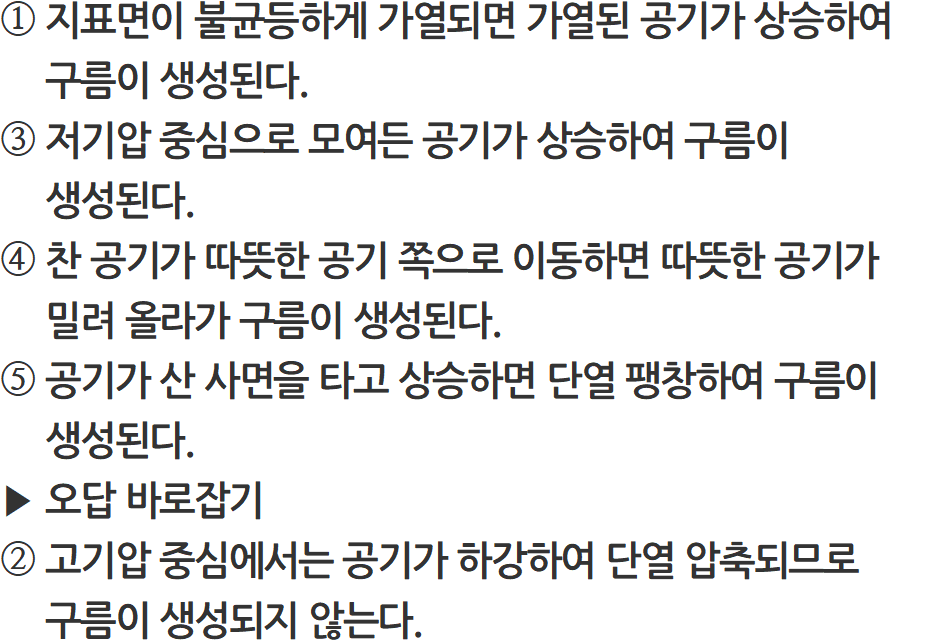 ① 지표면이 불균등하게 가열되면 가열된 공기가 상승하여
구름이 생성된다.
③ 저기압 중심으로 모여든 공기가 상승하여 구름이
생성된다.
④ 찬 공기가 따뜻한 공기 쪽으로 이동하면 따뜻한 공기가
밀려 올라가 구름이 생성된다.
⑤ 공기가 산 사면을 타고 상승하면 단열 팽창하여 구름이
생성된다.
▶ 오답 바로잡기
② 고기압 중심에서는 공기가 하강하여 단열 압축되므로
구름이 생성되지 않는다.